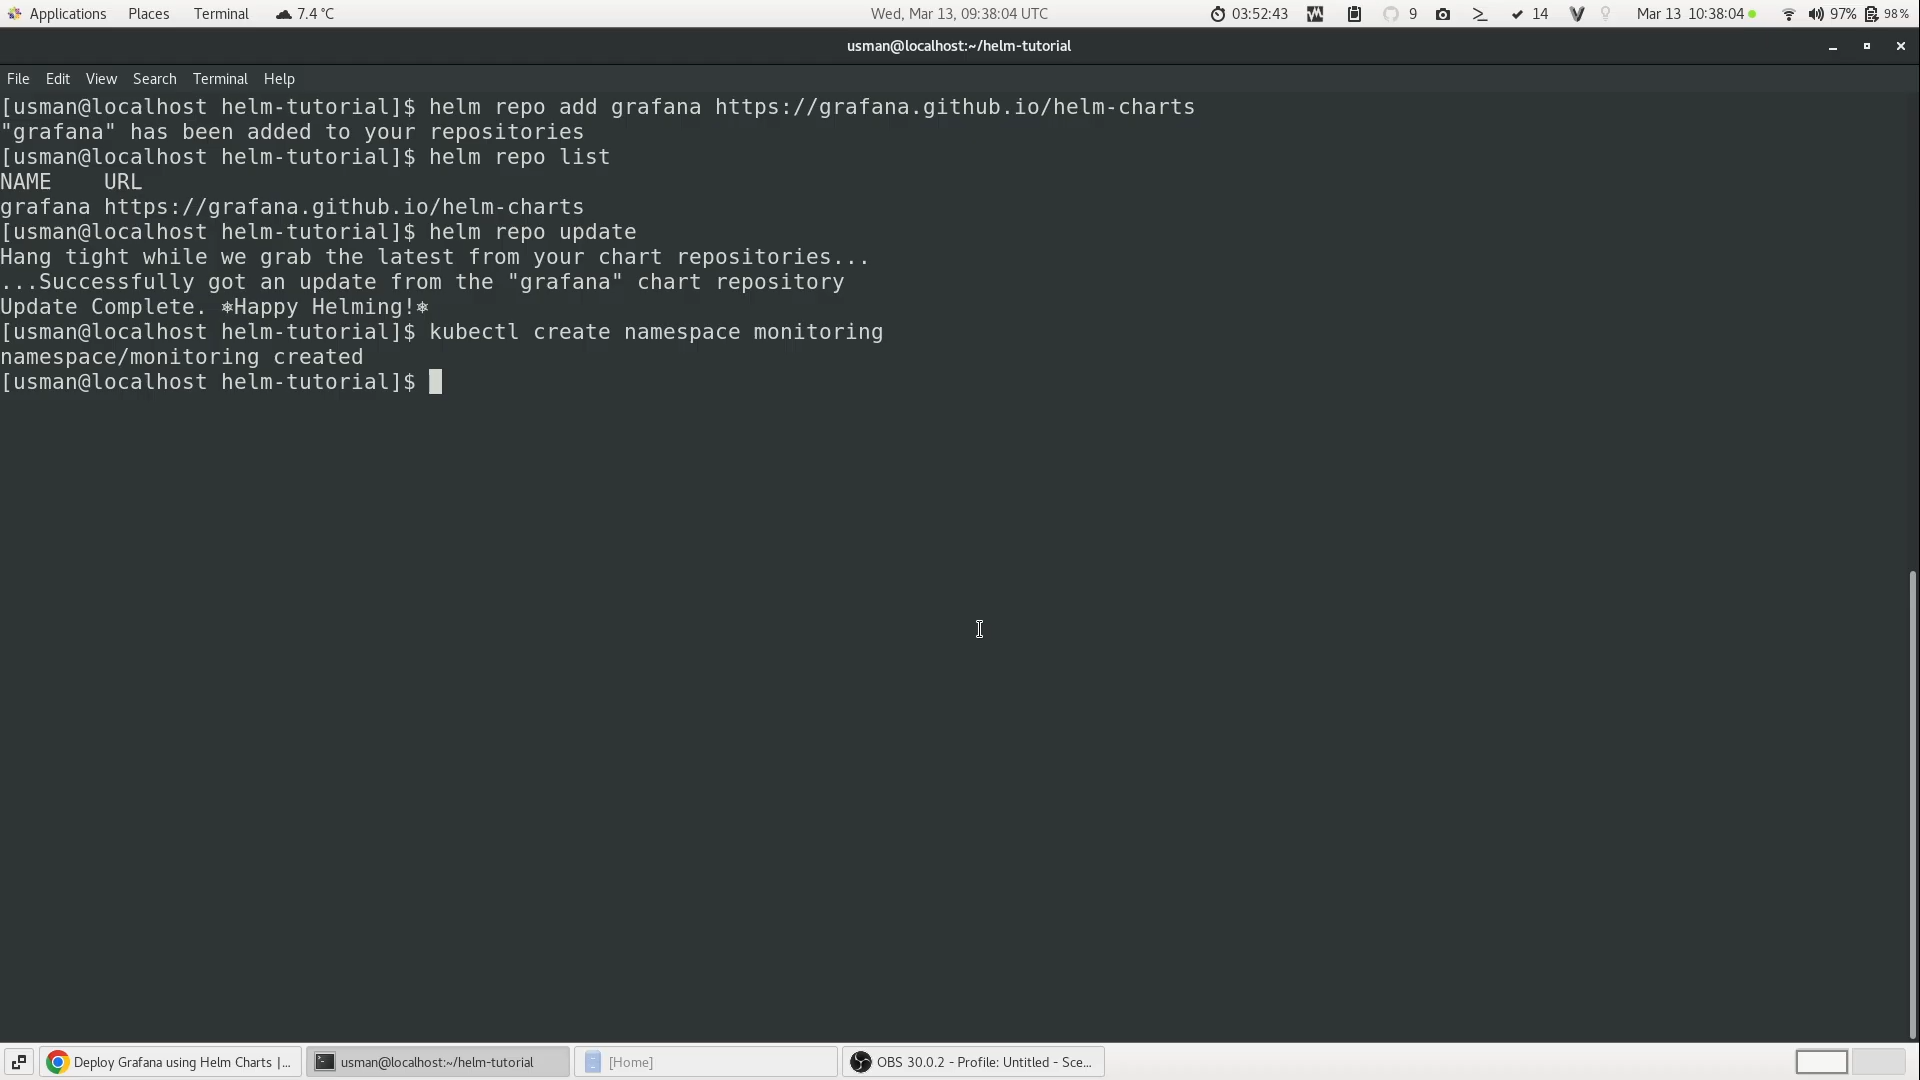 Applications Places Terminal 7.4 °C Wed, Mar 13, 09:38:04 UTC 03:52:43 9 14 Mar 13 10:38:04 97% 98%
usman@localhost:~/helm-tutorial
File Edit View Search Terminal Help
[usman@localhost helm-tutorial]$ helm repo add grafana https://grafana.github.io/helm-charts
"grafana" has been added to your repositories
[usman@localhost helm-tutorial]$ helm repo list
NAME URL
grafana https://grafana.github.io/helm-charts
[usman@localhost helm-tutorial]$ helm repo update
Hang tight while we grab the latest from your chart repositories...
...Successfully got an update from the "grafana" chart repository
Update Complete. ⎈Happy Helming!⎈
[usman@localhost helm-tutorial]$ kubectl create namespace monitoring
namespace/monitoring created
[usman@localhost helm-tutorial]$
Deploy Grafana using Helm Charts |... usman@localhost:~/helm-tutorial [Home] OBS 30.0.2 - Profile: Untitled - Sce...